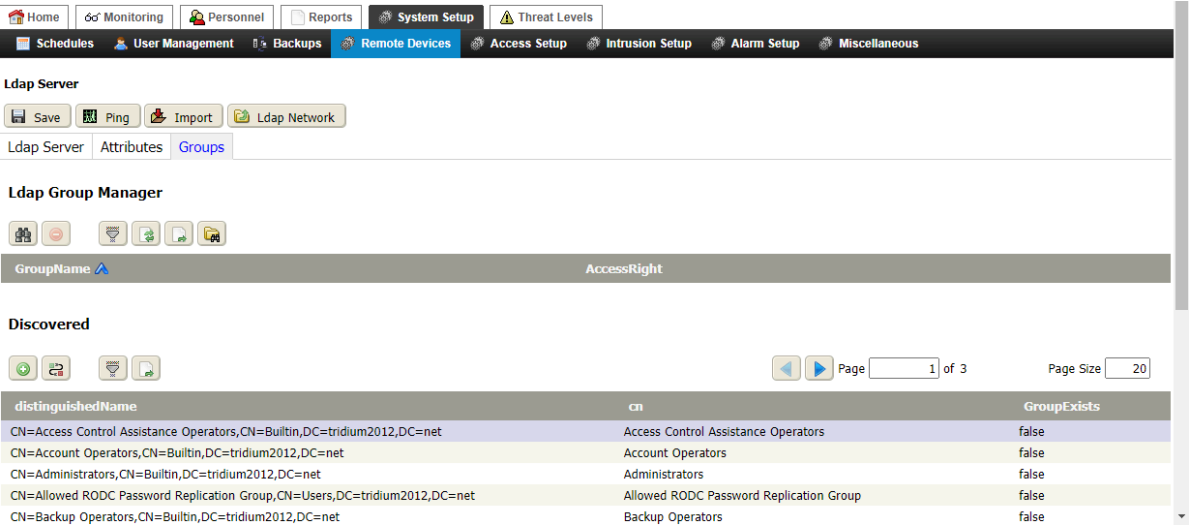 Home Monitoring Personnel Reports System Setup Threat Levels
Schedules User Management Backups Remote Devices Access Setup Intrusion Setup Alarm Setup Miscellaneous
Ldap Server
Save Ping Import Ldap Network
Ldap Server Attributes Groups
Ldap Group Manager
GroupName AccessRight
Discovered
Page 1 of 3 Page Size 20
distinguishedName cn GroupExists
CN=Access Control Assistance Operators,CN=Builtin,DC=tridium2012,DC=net Access Control Assistance Operators false
CN=Account Operators,CN=Builtin,DC=tridium2012,DC=net Account Operators false
CN=Administrators,CN=Builtin,DC=tridium2012,DC=net Administrators false
CN=Allowed RODC Password Replication Group,CN=Users,DC=tridium2012,DC=net Allowed RODC Password Replication Group false
CN=Backup Operators,CN=Builtin,DC=tridium2012,DC=net Backup Operators false